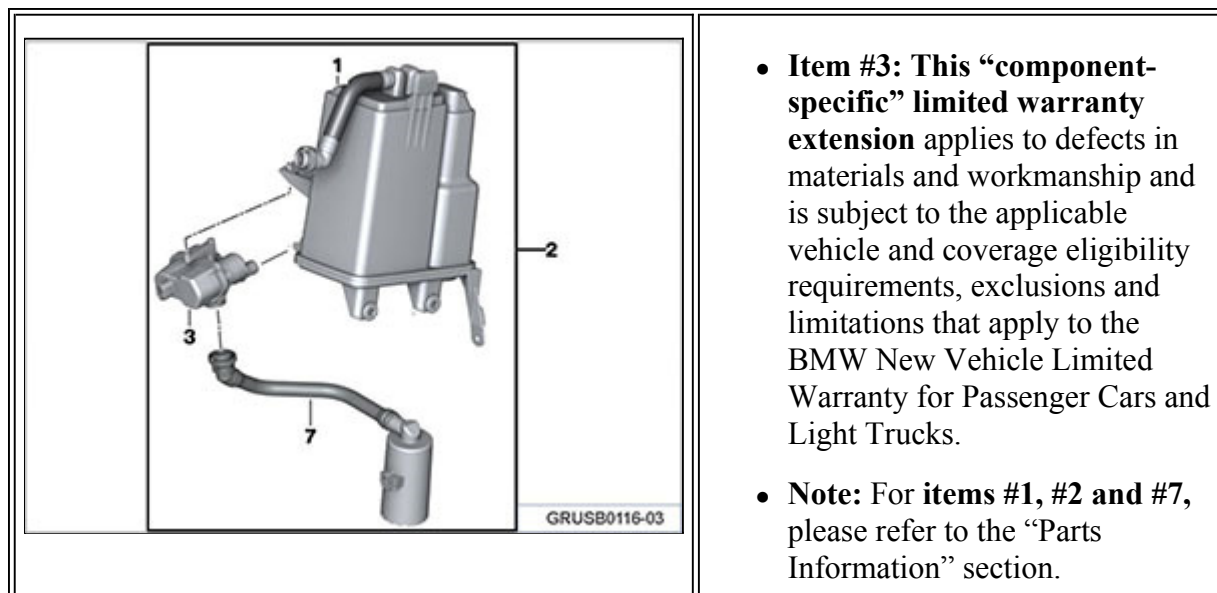 1
2
3
7
GRUSB0116-03
• Item #3: This “component-
specific” limited warranty
extension applies to defects in
materials and workmanship and
is subject to the applicable
vehicle and coverage eligibility
requirements, exclusions and
limitations that apply to the
BMW New Vehicle Limited
Warranty for Passenger Cars and
Light Trucks.
• Note: For items #1, #2 and #7,
please refer to the “Parts
Information” section.